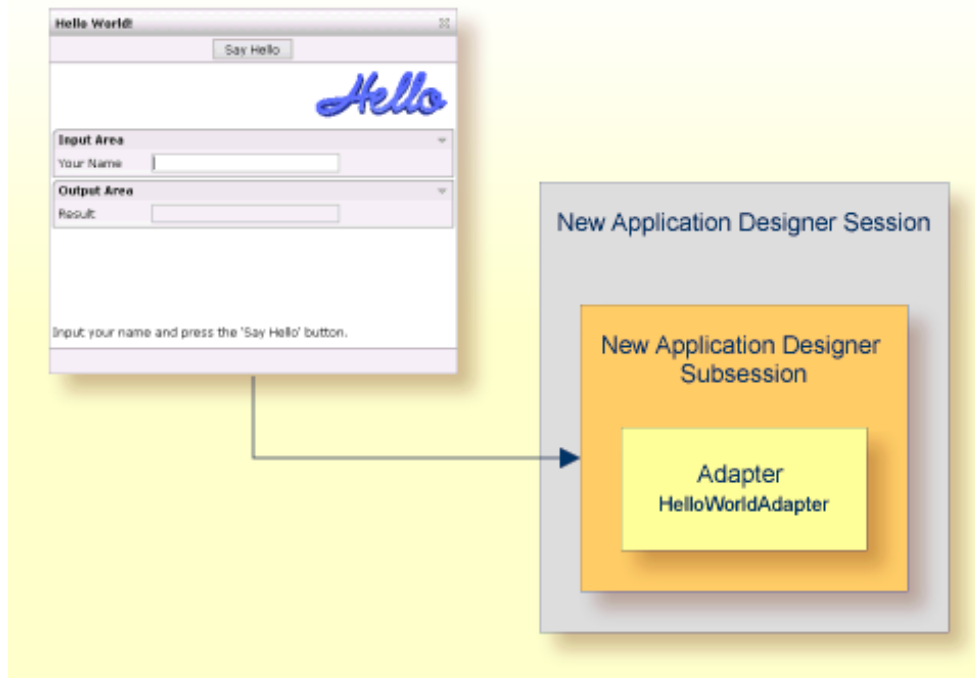 Hello World!
Say Hello
Hello
Input Area
Your Name
Output Area
Result
Input your name and press the 'Say Hello' button.
New Application Designer Session
New Application Designer
Subsession
Adapter
HelloWorldAdapter